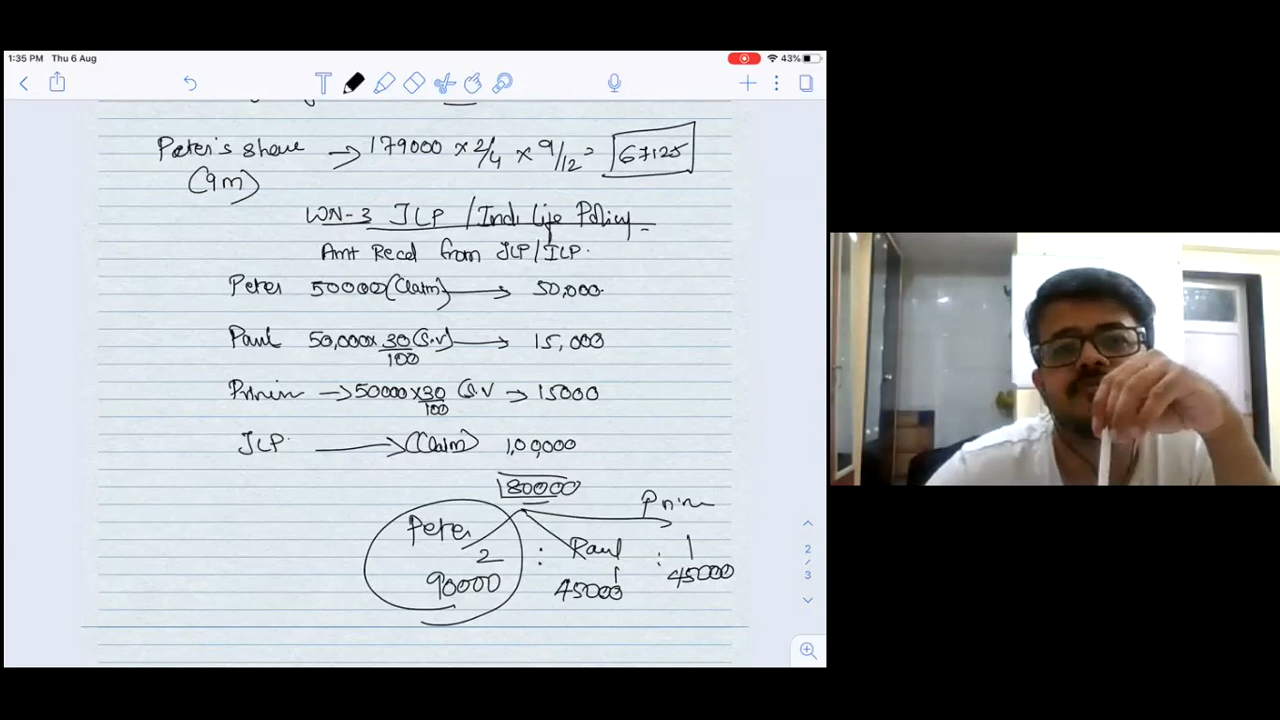 1:35 PM Thu 6 Aug
43%
T
Peter's share → 179000 × 2/4 × 9/12 = 67125
(9m)
WN-3 JLP / Indi Life Policy
Amt Recd from JLP/ILP.
Peter 50000 (Claim) → 50,000
Paul 50,000 × 30/100 (S.V) → 15,000
→ 50000 × 30/100 (S.V → 15000
JLP → (Claim) 1,00,000
180000
Peter : Paul :
2 1 1
90000 45000 45000
2
/
3